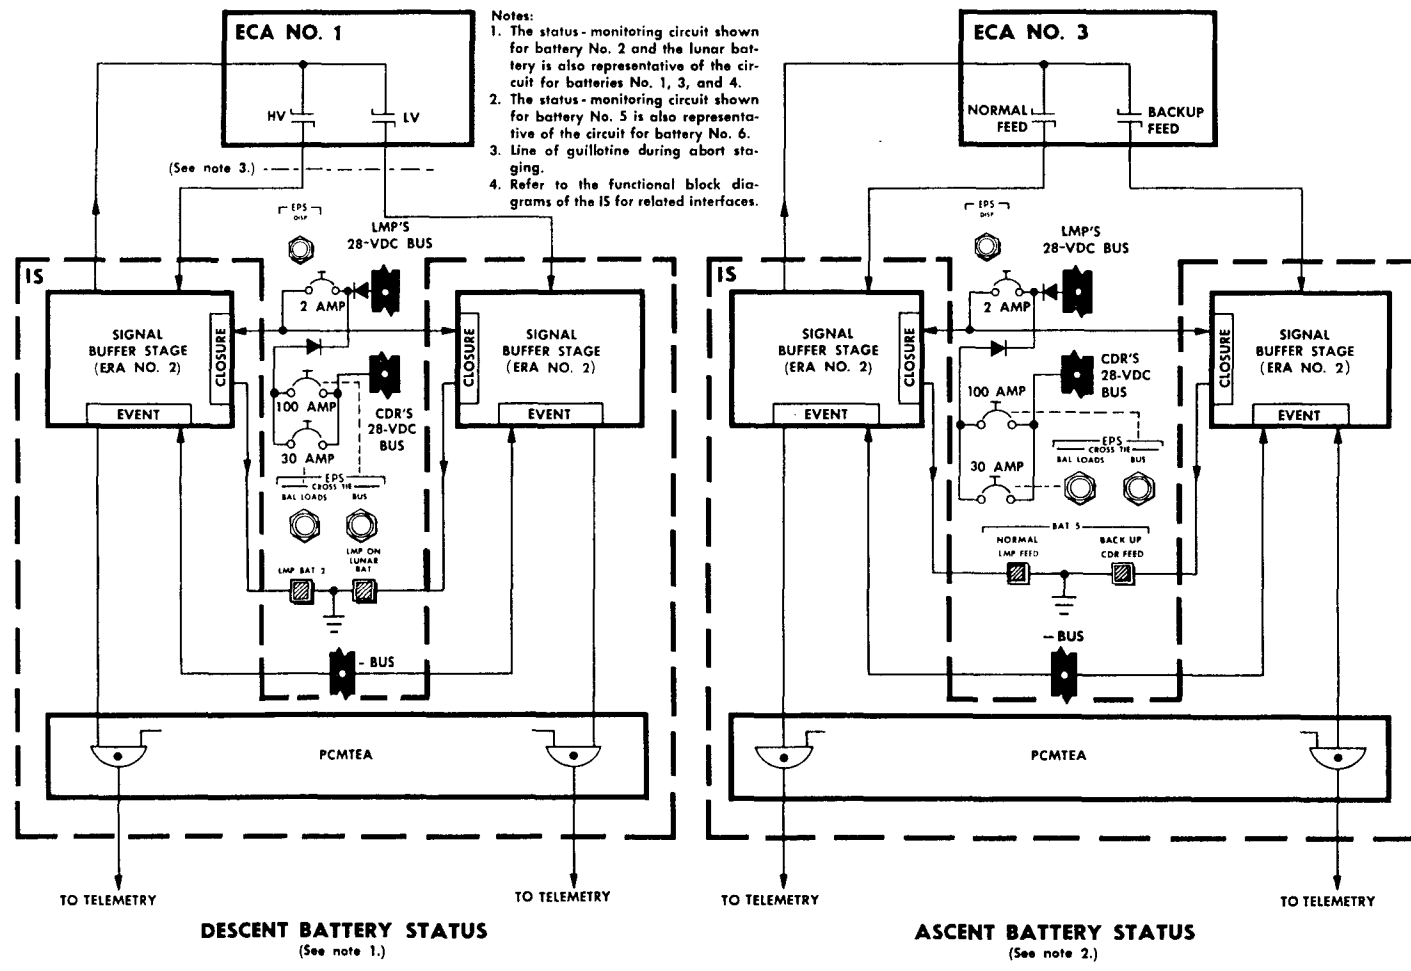 ECA NO. 1
HV
LV
(See note 3.)
Notes:
1. The status - monitoring circuit shown
for battery No. 2 and the lunar bat-
tery is also representative of the cir-
cuit for batteries No. 1, 3, and 4.
2. The status - monitoring circuit shown
for battery No. 5 is also representa-
tive of the circuit for battery No. 6.
3. Line of guillotine during abort sta-
ging.
4. Refer to the functional block dia-
grams of the IS for related interfaces.
ECA NO. 3
NORMAL
FEED
BACKUP
FEED
IS
EPS
DISP
LMP'S
28-VDC BUS
2 AMP
SIGNAL
BUFFER STAGE
(ERA NO. 2)
CLOSURE
EVENT
CLOSURE
SIGNAL
BUFFER STAGE
(ERA NO. 2)
EVENT
100 AMP
CDR'S
28-VDC
BUS
30 AMP
EPS
CROSS TIE
BAL LOADS
BUS
LMP BAT 2
LMP ON
LUNAR
BAT
- BUS
PCMTEA
TO TELEMETRY
TO TELEMETRY
DESCENT BATTERY STATUS
(See note 1.)
IS
EPS
DISP
LMP'S
28-VDC BUS
2 AMP
SIGNAL
BUFFER STAGE
(ERA NO. 2)
CLOSURE
EVENT
CLOSURE
SIGNAL
BUFFER STAGE
(ERA NO. 2)
EVENT
CDR'S
28-VDC
BUS
100 AMP
30 AMP
EPS
CROSS TIE
BAL LOADS
BUS
BAT 5
NORMAL
LMP FEED
BACK UP
CDR FEED
- BUS
PCMTEA
TO TELEMETRY
TO TELEMETRY
ASCENT BATTERY STATUS
(See note 2.)